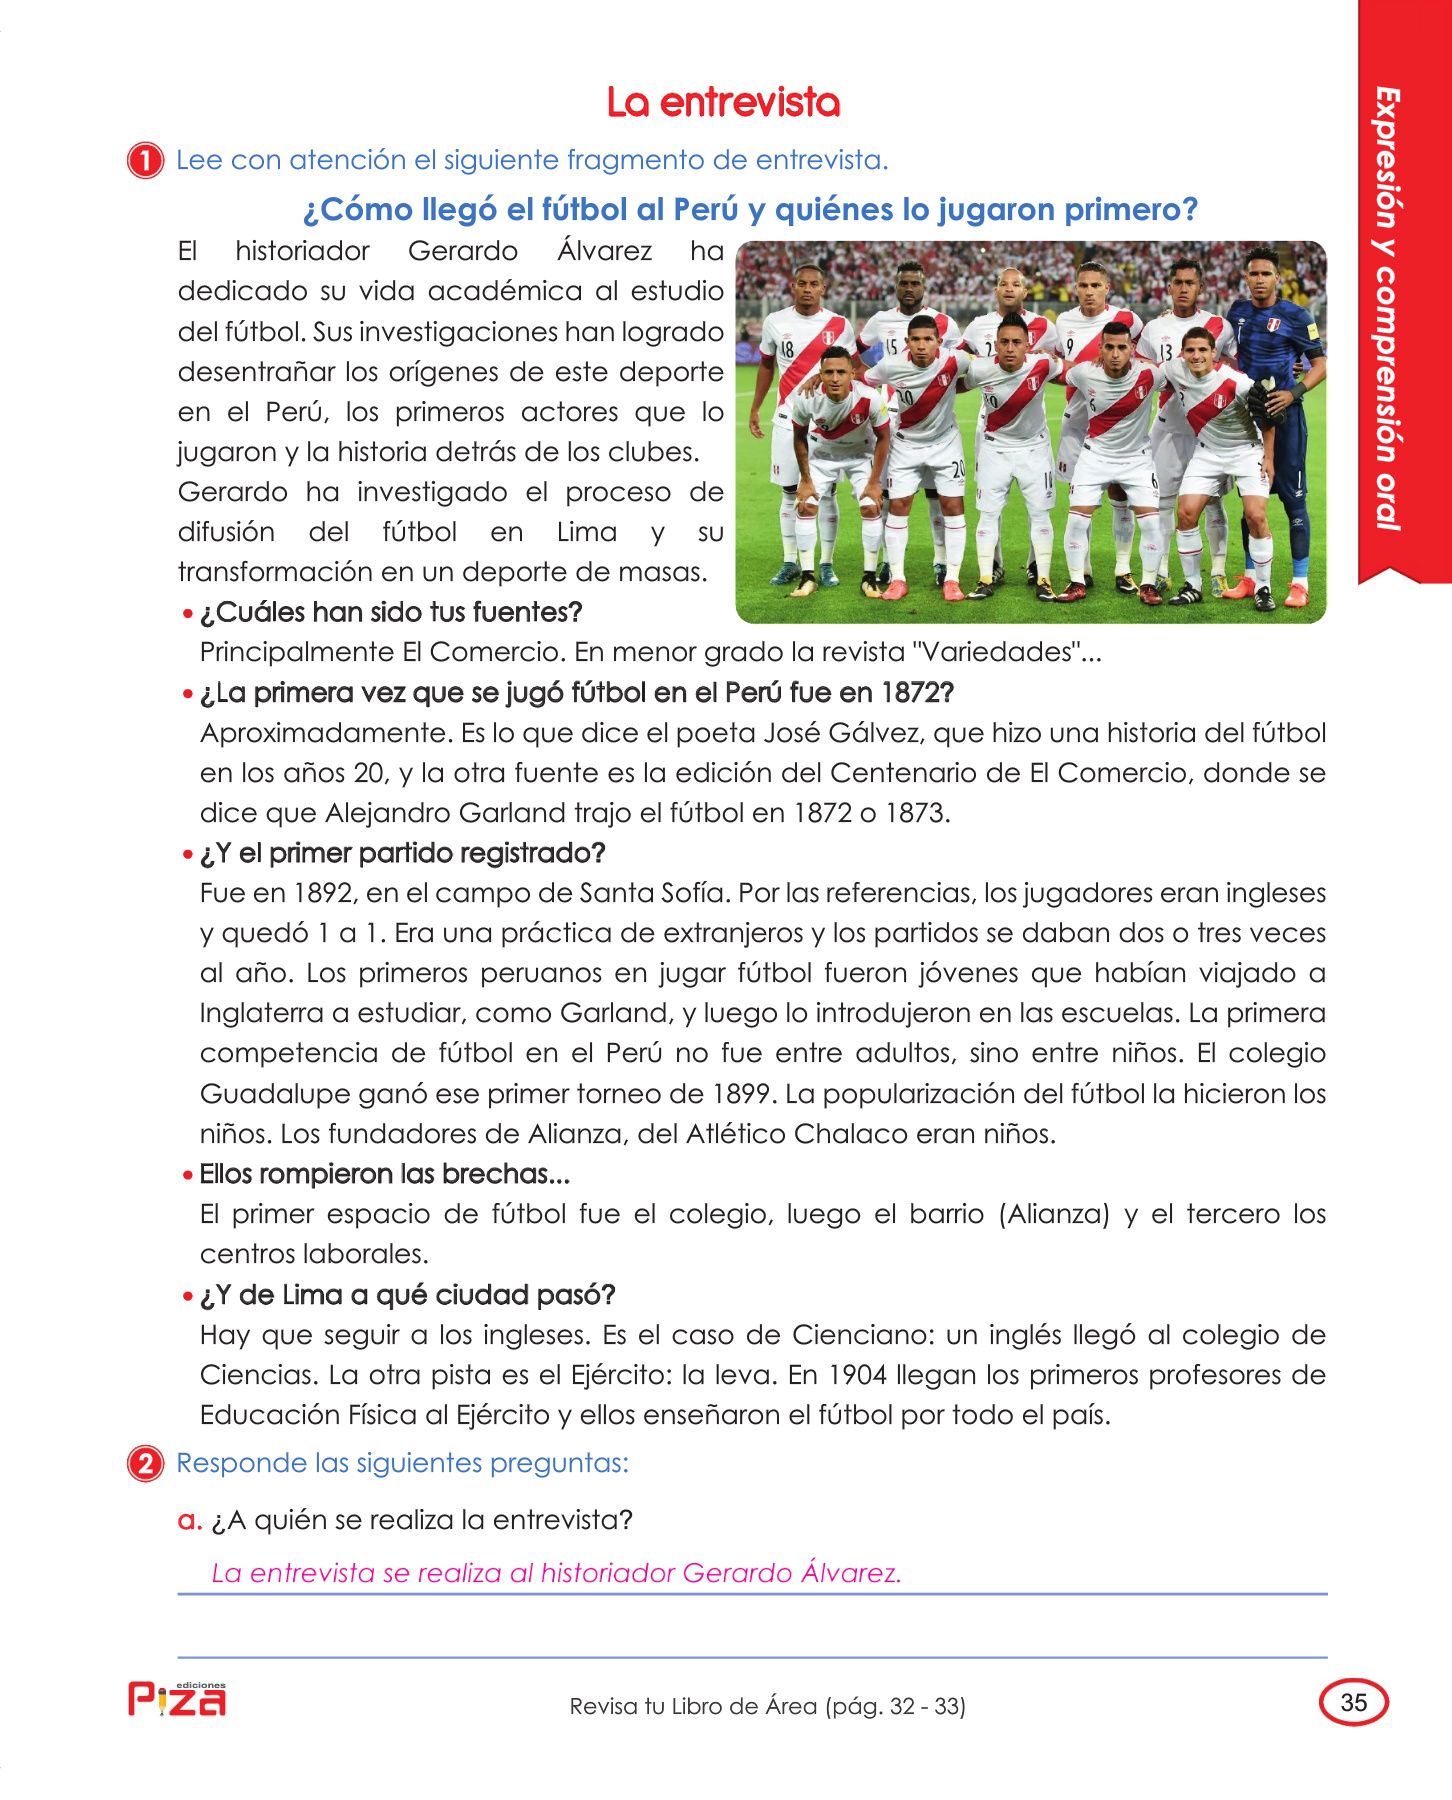 La entrevista
1 Lee con atención el siguiente fragmento de entrevista.
¿Cómo llegó el fútbol al Perú y quiénes lo jugaron primero?
El historiador Gerardo Álvarez ha
dedicado su vida académica al estudio
del fútbol. Sus investigaciones han logrado
desentrañar los orígenes de este deporte
en el Perú, los primeros actores que lo
jugaron y la historia detrás de los clubes.
Gerardo ha investigado el proceso de
difusión del fútbol en Lima y su
transformación en un deporte de masas.
• ¿Cuáles han sido tus fuentes?
Principalmente El Comercio. En menor grado la revista "Variedades"...
• ¿La primera vez que se jugó fútbol en el Perú fue en 1872?
Aproximadamente. Es lo que dice el poeta José Gálvez, que hizo una historia del fútbol
en los años 20, y la otra fuente es la edición del Centenario de El Comercio, donde se
dice que Alejandro Garland trajo el fútbol en 1872 o 1873.
• ¿Y el primer partido registrado?
Fue en 1892, en el campo de Santa Sofía. Por las referencias, los jugadores eran ingleses
y quedó 1 a 1. Era una práctica de extranjeros y los partidos se daban dos o tres veces
al año. Los primeros peruanos en jugar fútbol fueron jóvenes que habían viajado a
Inglaterra a estudiar, como Garland, y luego lo introdujeron en las escuelas. La primera
competencia de fútbol en el Perú no fue entre adultos, sino entre niños. El colegio
Guadalupe ganó ese primer torneo de 1899. La popularización del fútbol la hicieron los
niños. Los fundadores de Alianza, del Atlético Chalaco eran niños.
• Ellos rompieron las brechas...
El primer espacio de fútbol fue el colegio, luego el barrio (Alianza) y el tercero los
centros laborales.
• ¿Y de Lima a qué ciudad pasó?
Hay que seguir a los ingleses. Es el caso de Cienciano: un inglés llegó al colegio de
Ciencias. La otra pista es el Ejército: la leva. En 1904 llegan los primeros profesores de
Educación Física al Ejército y ellos enseñaron el fútbol por todo el país.
2 Responde las siguientes preguntas:
a. ¿A quién se realiza la entrevista?
La entrevista se realiza al historiador Gerardo Álvarez.
ediciones
Piza
Revisa tu Libro de Área (pág. 32 - 33)
35
Expresión y comprensión oral